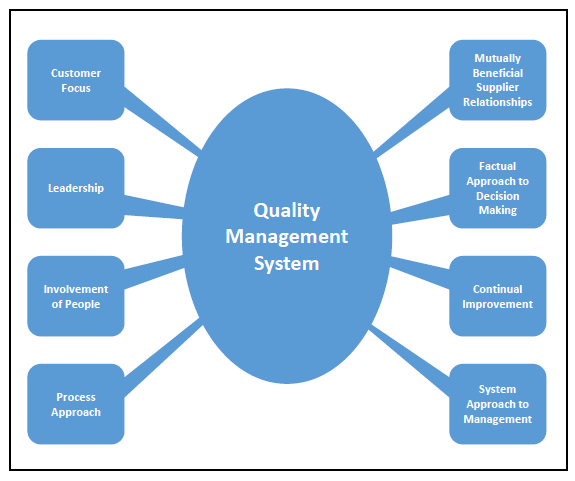 Customer
Focus
Leadership
Involvement
of People
Process
Approach
Quality
Management
System
Mutually
Beneficial
Supplier
Relationships
Factual
Approach to
Decision
Making
Continual
Improvement
System
Approach to
Management